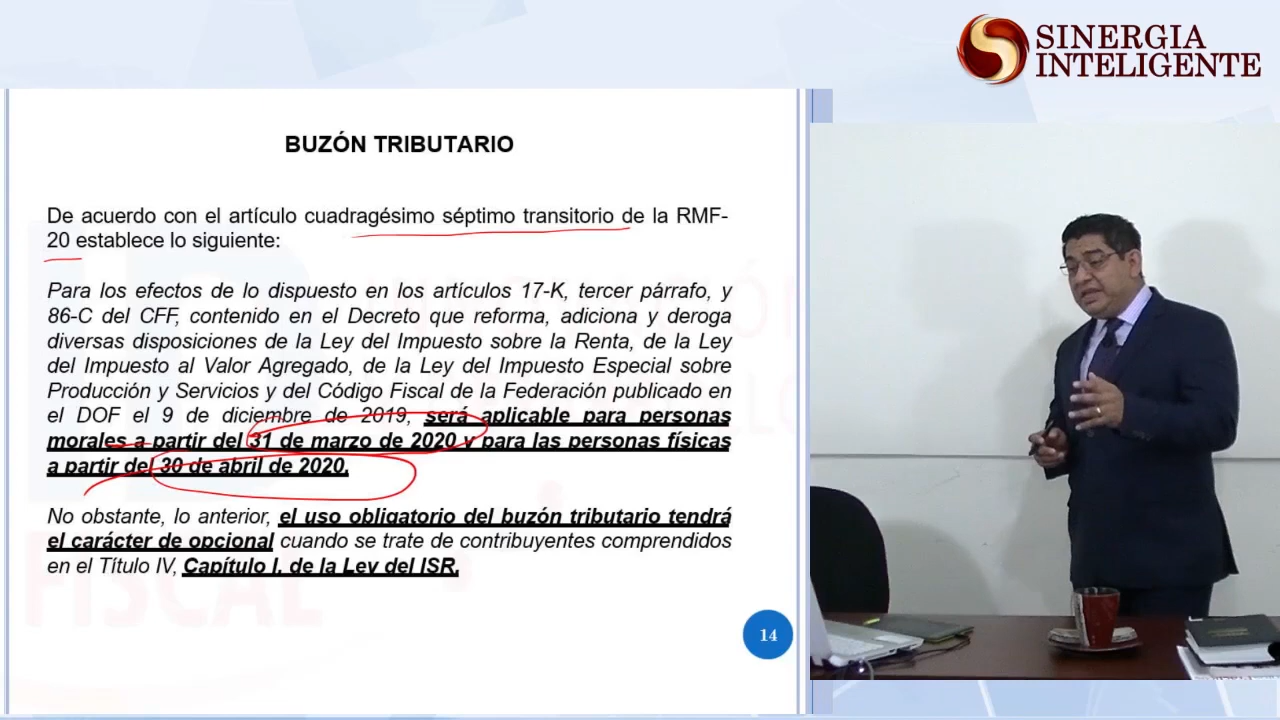 SINERGIA
INTELIGENTE
BUZÓN TRIBUTARIO
De acuerdo con el artículo cuadragésimo séptimo transitorio de la RMF-
20 establece lo siguiente:
Para los efectos de lo dispuesto en los artículos 17-K, tercer párrafo, y
86-C del CFF, contenido en el Decreto que reforma, adiciona y deroga
diversas disposiciones de la Ley del Impuesto sobre la Renta, de la Ley
del Impuesto al Valor Agregado, de la Ley del Impuesto Especial sobre
Producción y Servicios y del Código Fiscal de la Federación publicado en
el DOF el 9 de diciembre de 2019, será aplicable para personas
morales a partir del 31 de marzo de 2020 y para las personas físicas
a partir del 30 de abril de 2020.
No obstante, lo anterior, el uso obligatorio del buzón tributario tendrá
el carácter de opcional cuando se trate de contribuyentes comprendidos
en el Título IV, Capítulo I, de la Ley del ISR.
FISCAL
14